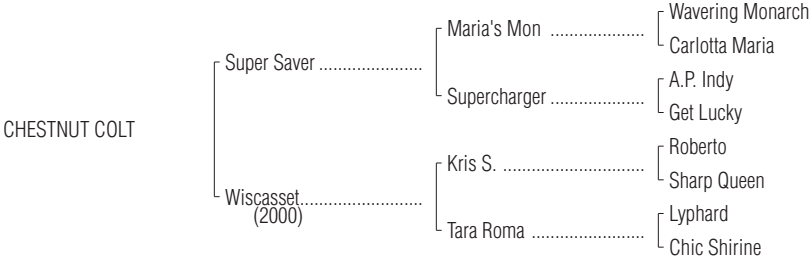 Wavering Monarch
Maria's Mon ....................
Carlotta Maria
Super Saver ......................
A.P. Indy
Supercharger ....................
Get Lucky
CHESTNUT COLT
Roberto
Kris S. ..............................
Sharp Queen
Wiscasset..........................
(2000)
Lyphard
Tara Roma ........................
Chic Shirine